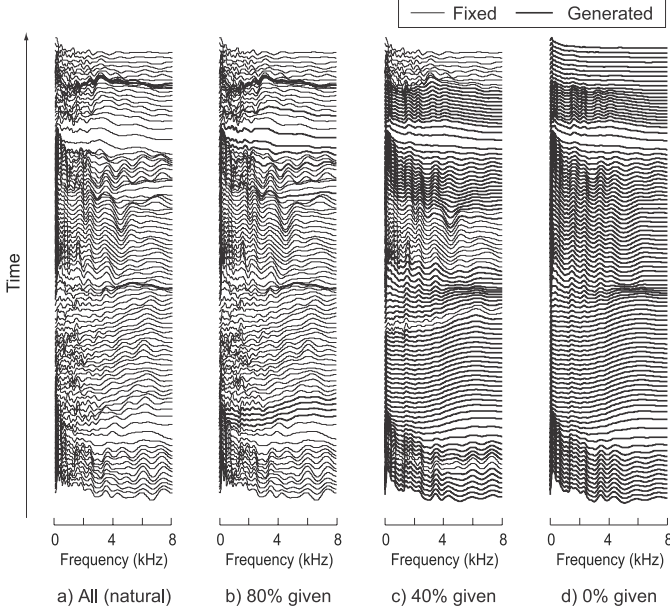 Fixed Generated
Time
0 4 8 0 4 8 0 4 8 0 4 8
Frequency (kHz) Frequency (kHz) Frequency (kHz) Frequency (kHz)
a) All (natural) b) 80% given c) 40% given d) 0% given